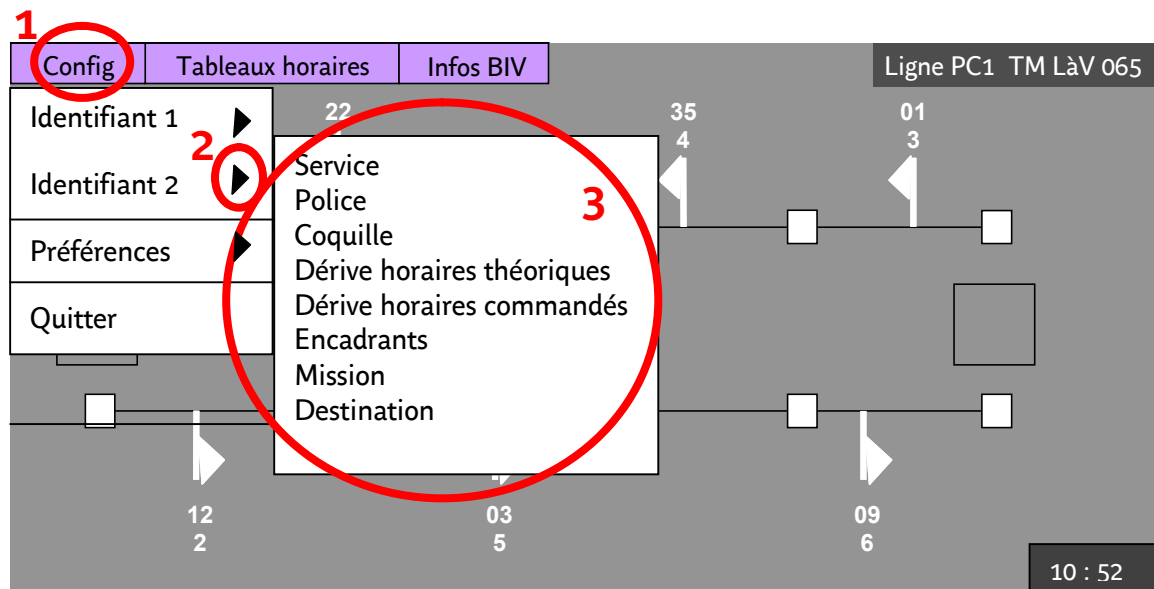 1
Config Tableaux horaires Infos BIV Ligne PC1 TM LàV 065
Identifiant 1
22
35
4
01
3
2
Identifiant 2
Préférences
Quitter
Service
Police
Coquille
Dérive horaires théoriques
Dérive horaires commandés
Encadrants
Mission
Destination
3
12
2
03
5
09
6
10 : 52